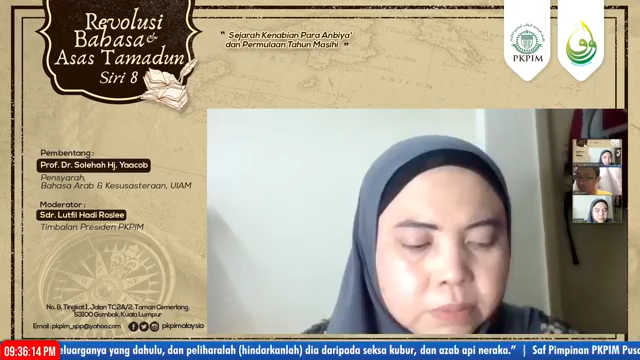 Revolusi
Bahasa &
Asas Tamadun
Siri 8
" Sejarah Kenabian Para Anbiya'
dan Permulaan Tahun Masihi "
PKPIM
Pembentang :
Prof. Dr. Solehah Hj. Yaacob
Pensyarah,
Bahasa Arab & Kesusasteraan, UIAM
Moderator :
Sdr. Lutfil Hadi Roslee
Timbalan Presiden PKPIM
No. 8, Tingkat 1, Jalan TC2A/2, Taman Cemerlang,
53100 Gombak, Kuala Lumpur
Email : pkpim_spp@yahoo.com pkpimalaysia
09:36:14 PM eluarganya yang dahulu, dan peliharalah (hindarkanlah) dia daripada seksa kubur, dan azab api neraka." | Saf Pimpinan PKPIM Pus